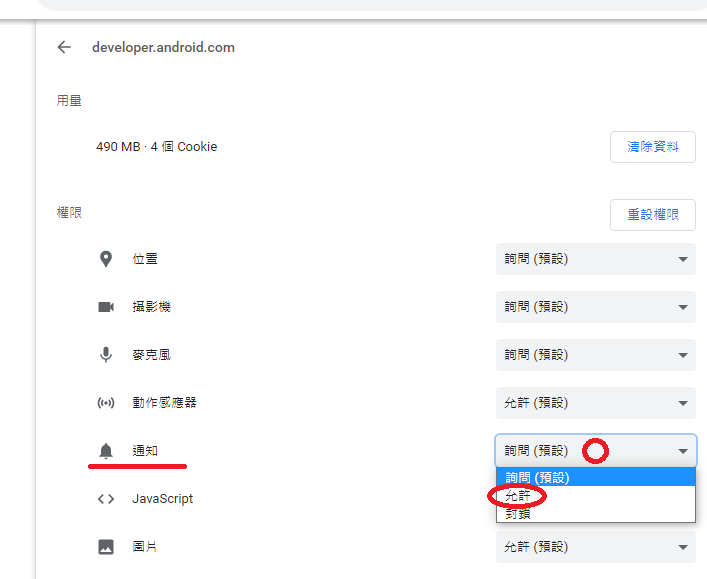 developer.android.com
用量
490 MB · 4 個 Cookie
清除資料
權限
重設權限
位置
詢問 (預設)
攝影機
詢問 (預設)
麥克風
詢問 (預設)
動作感應器
允許 (預設)
通知
詢問 (預設)
詢問 (預設)
允許
封鎖
JavaScript
圖片
允許 (預設)